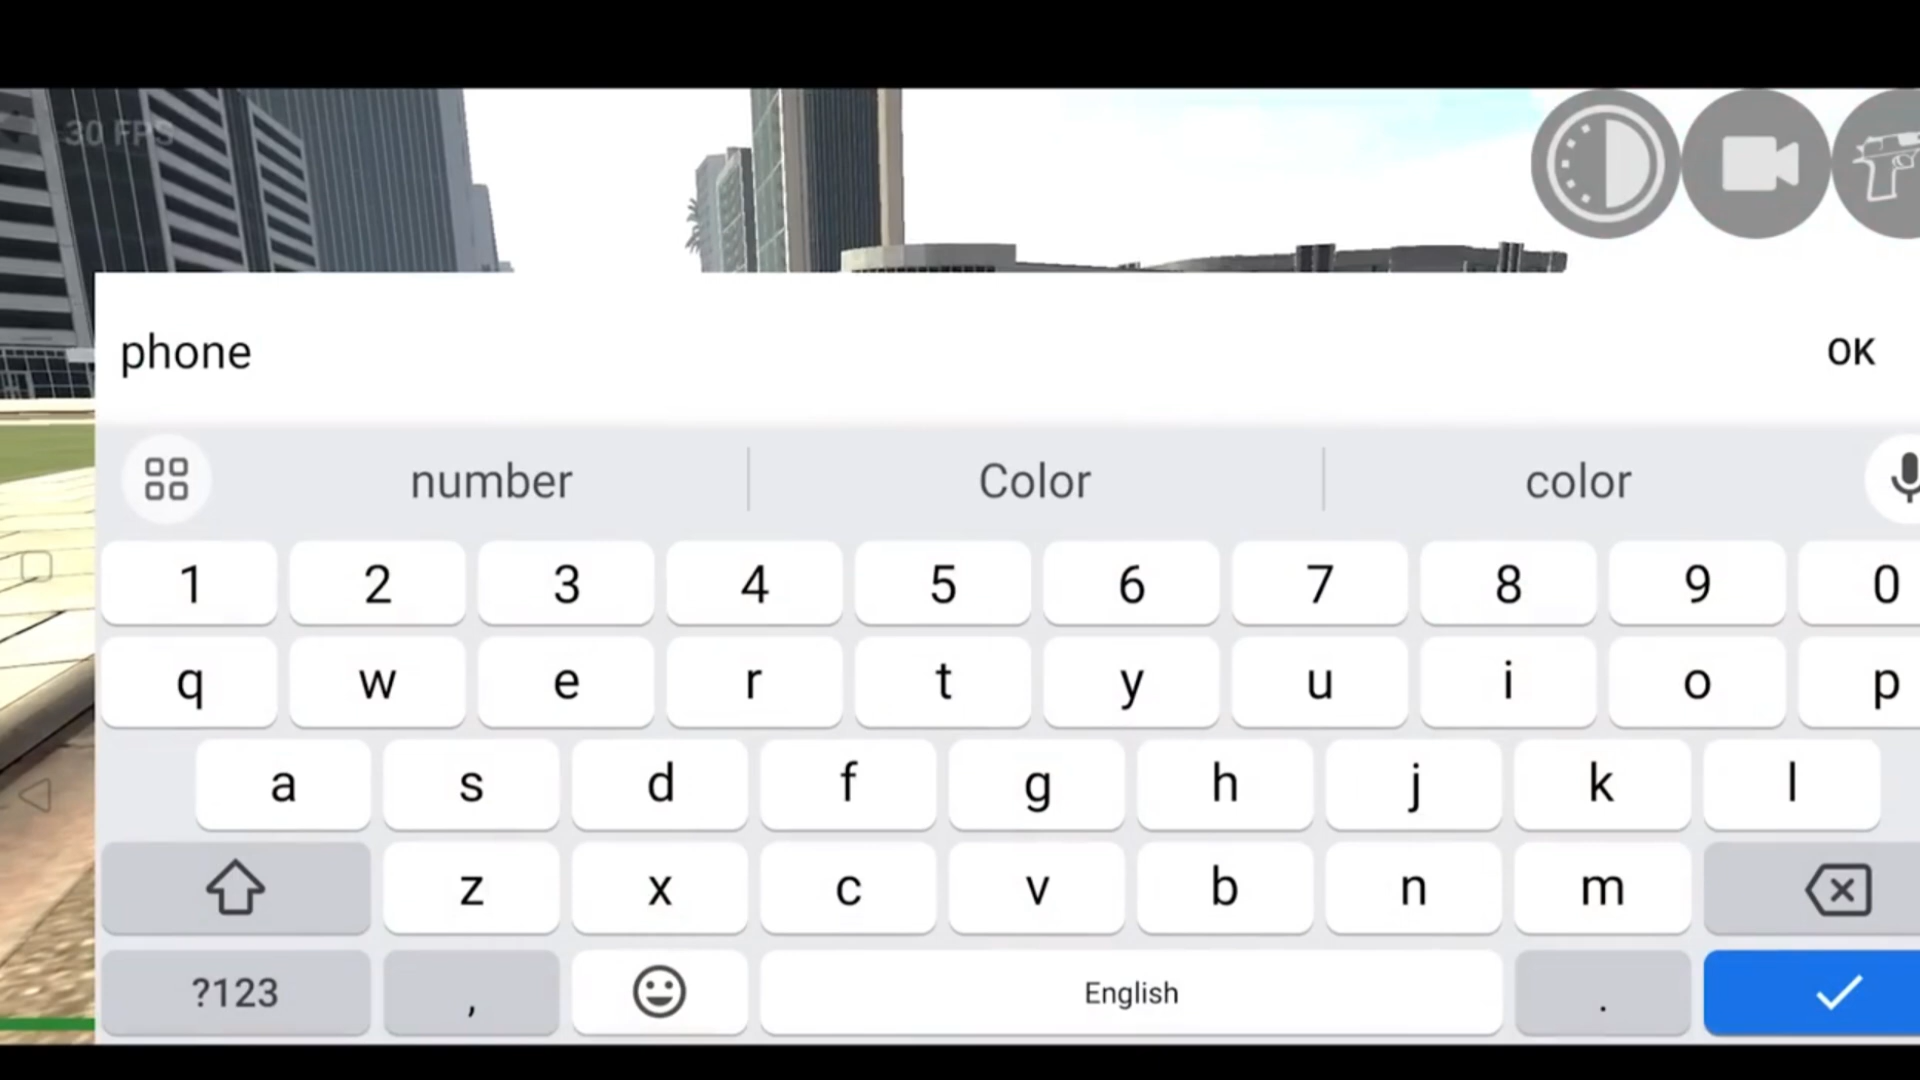 30 FPS
phone OK
number Color color
1 2 3 4 5 6 7 8 9 0
q w e r t y u i o p
a s d f g h j k l
z x c v b n m
?123 , English .